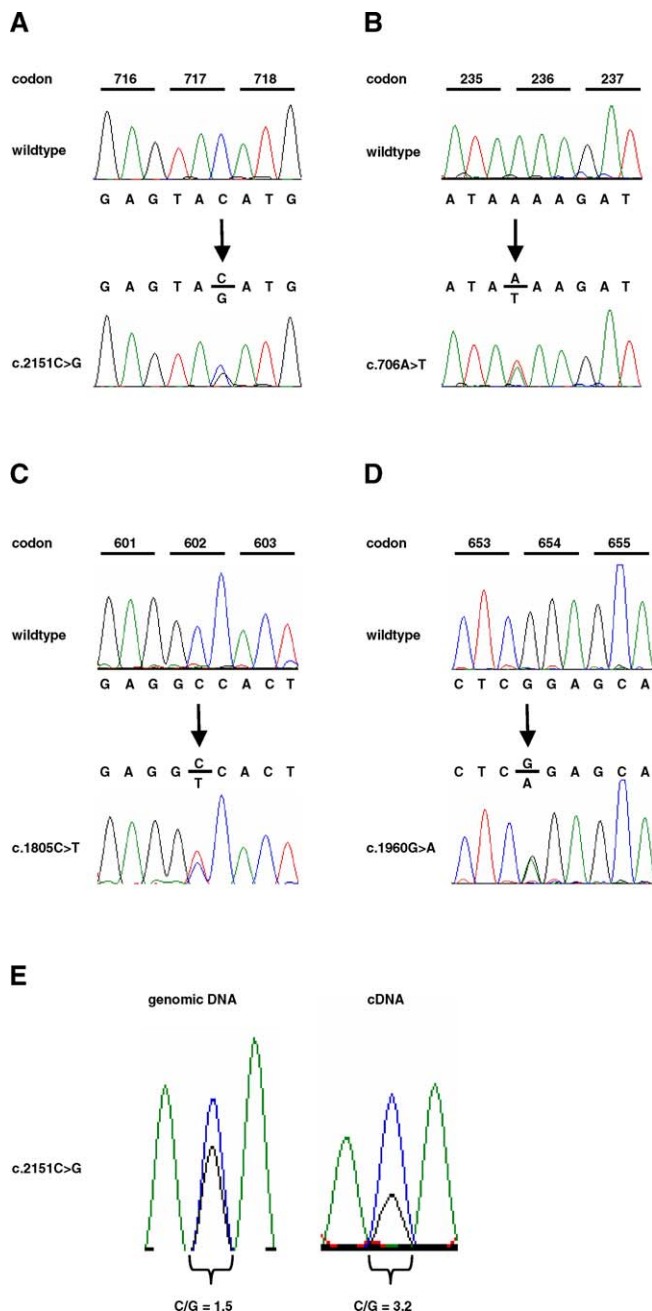 A
codon 716 717 718
wildtype
G A G T A C A T G
G A G T A C A T G
G
c.2151C>G
B
codon 235 236 237
wildtype
A T A A A A G A T
A T A A A A G A T
T
c.706A>T
C
codon 601 602 603
wildtype
G A G G C C A C T
G A G G C C A C T
T
c.1805C>T
D
codon 653 654 655
wildtype
C T C G G A G C A
C T C G G A G C A
A
c.1960G>A
E
genomic DNA cDNA
c.2151C>G
C/G = 1.5 C/G = 3.2